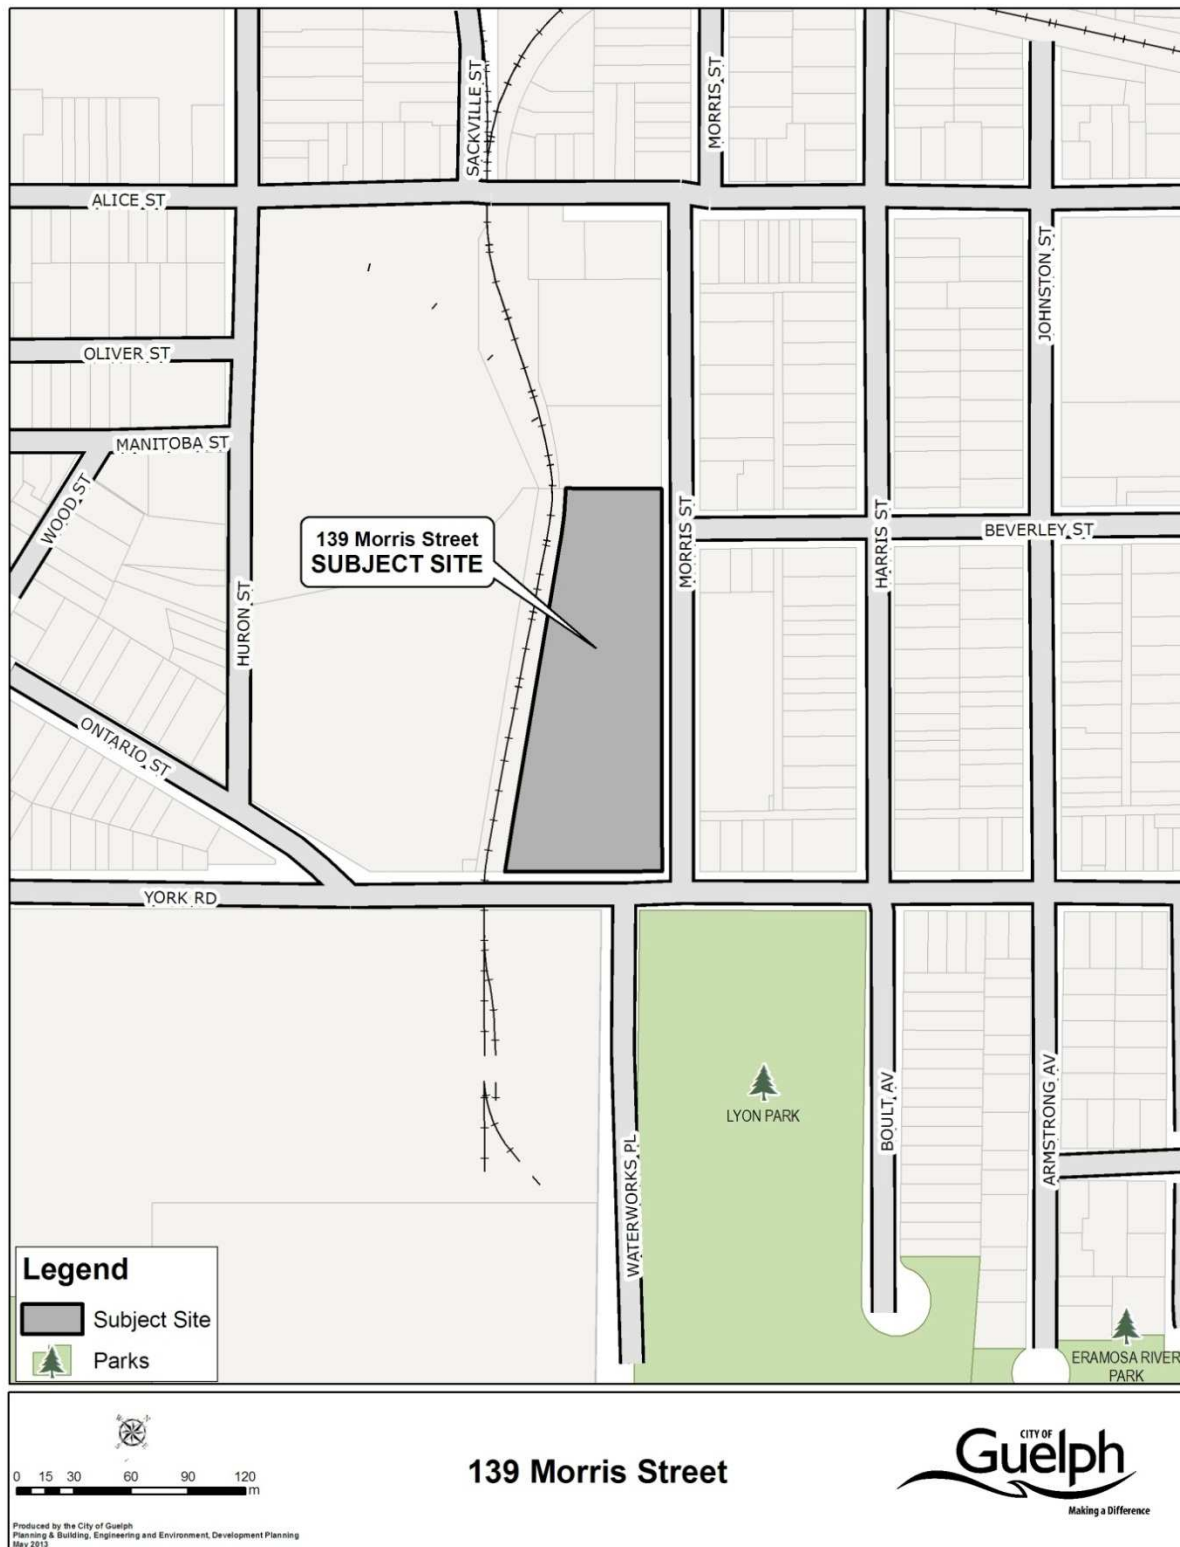 SACKVILLE ST
MORRIS ST
ALICE ST
JOHNSTON ST
OLIVER ST
MANITOBA ST
WOOD ST
139 Morris Street
SUBJECT SITE
MORRIS ST
HARRIS ST
BEVERLEY ST
HURON ST
ONTARIO ST
YORK RD
LYON PARK
BOULT AV
ARMSTRONG AV
WATERWORKS PL
Legend
Subject Site
Parks
ERAMOSA RIVER
PARK
0 15 30 60 90 120
m
139 Morris Street
CITY OF
Guelph
Making a Difference
Produced by the City of Guelph
Planning & Building, Engineering and Environment, Development Planning
May 2013